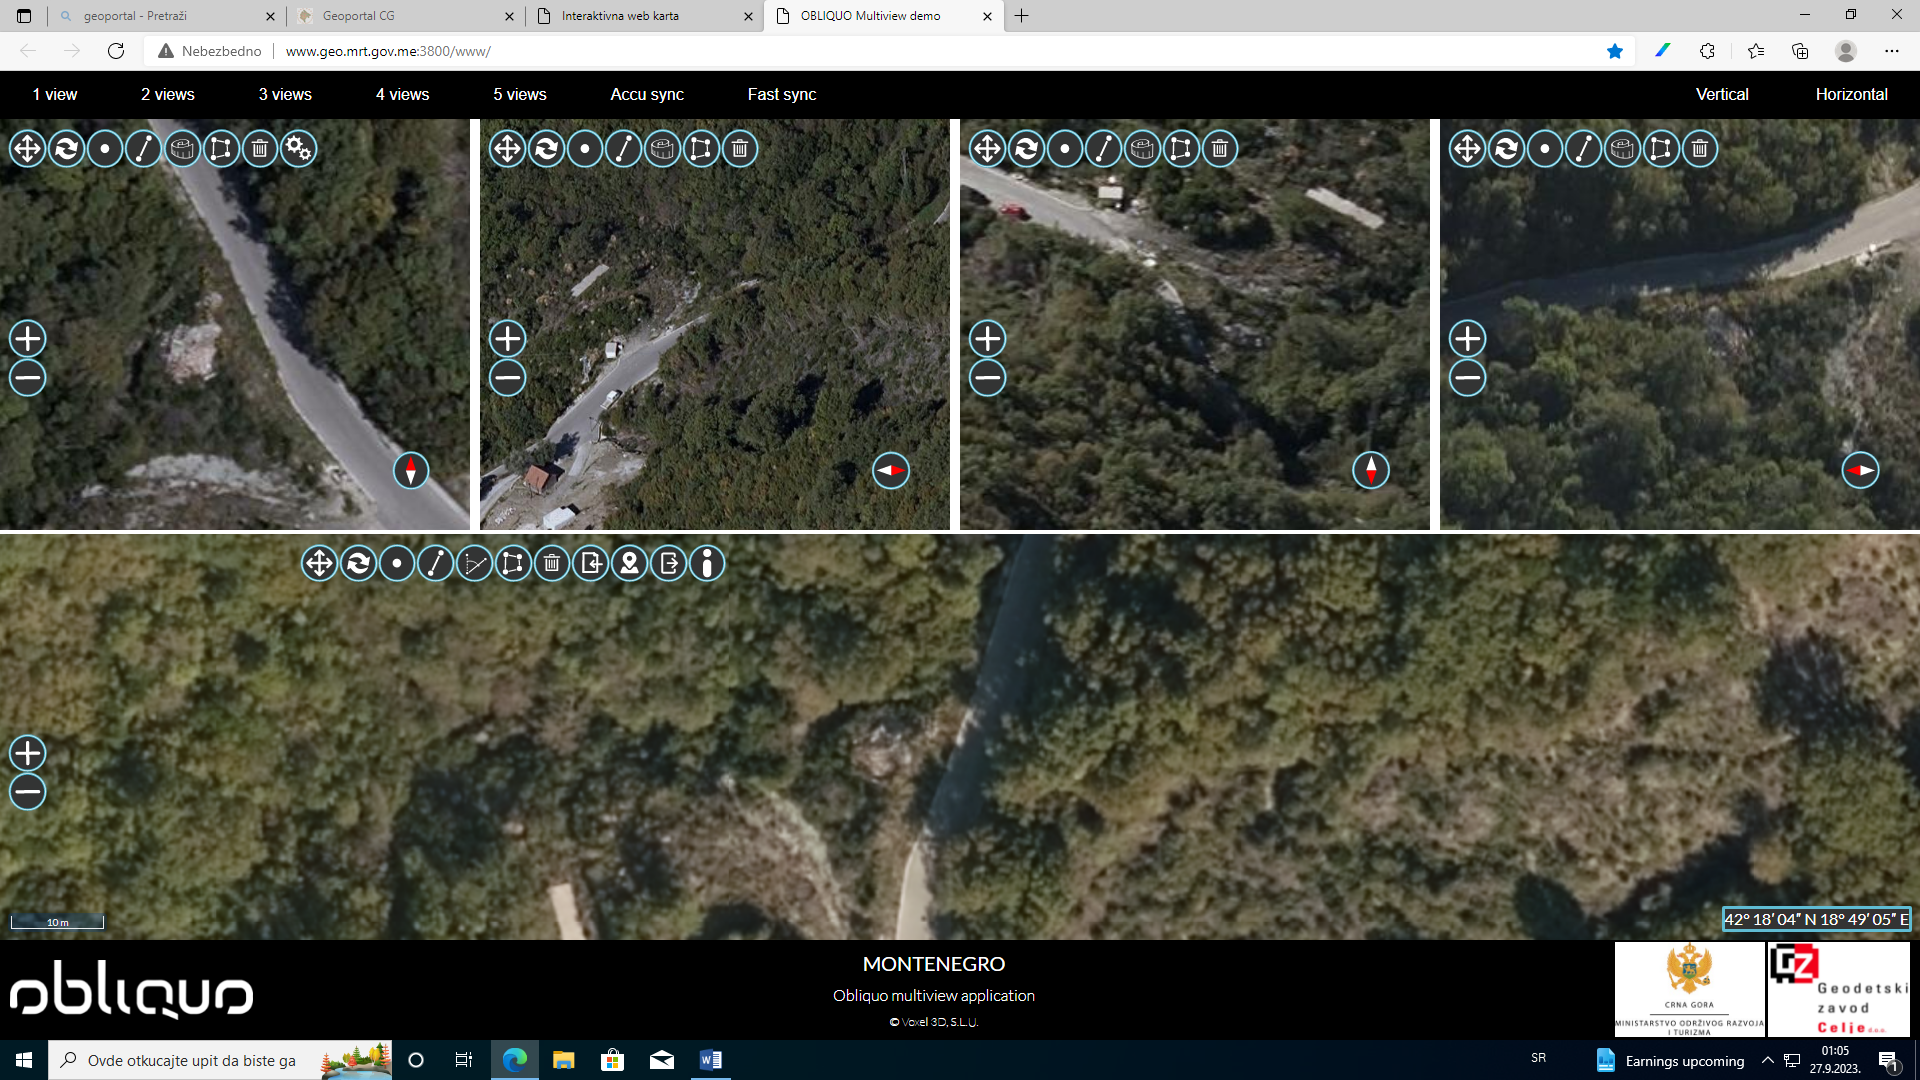 geoportal - Pretraži
Geoportal CG
Interaktivna web karta
OBLIQUO Multiview demo
Nebezbedno
www.geo.mrt.gov.me:3800/www/
1 view
2 views
3 views
4 views
5 views
Accu sync
Fast sync
Vertical
Horizontal
10 m
42° 18′ 04″ N 18° 49′ 05″ E
obliquo
MONTENEGRO
Obliquo multiview application
© Voxel 3D, S.L.U.
CRNA GORA
MINISTARSTVO ODRŽIVOG RAZVOJA
I TURIZMA
GZ
Geodetski
zavod
Celje d.o.o.
Ovde otkucajte upit da biste ga
SR
Earnings upcoming
01:05
27.9.2023.
1